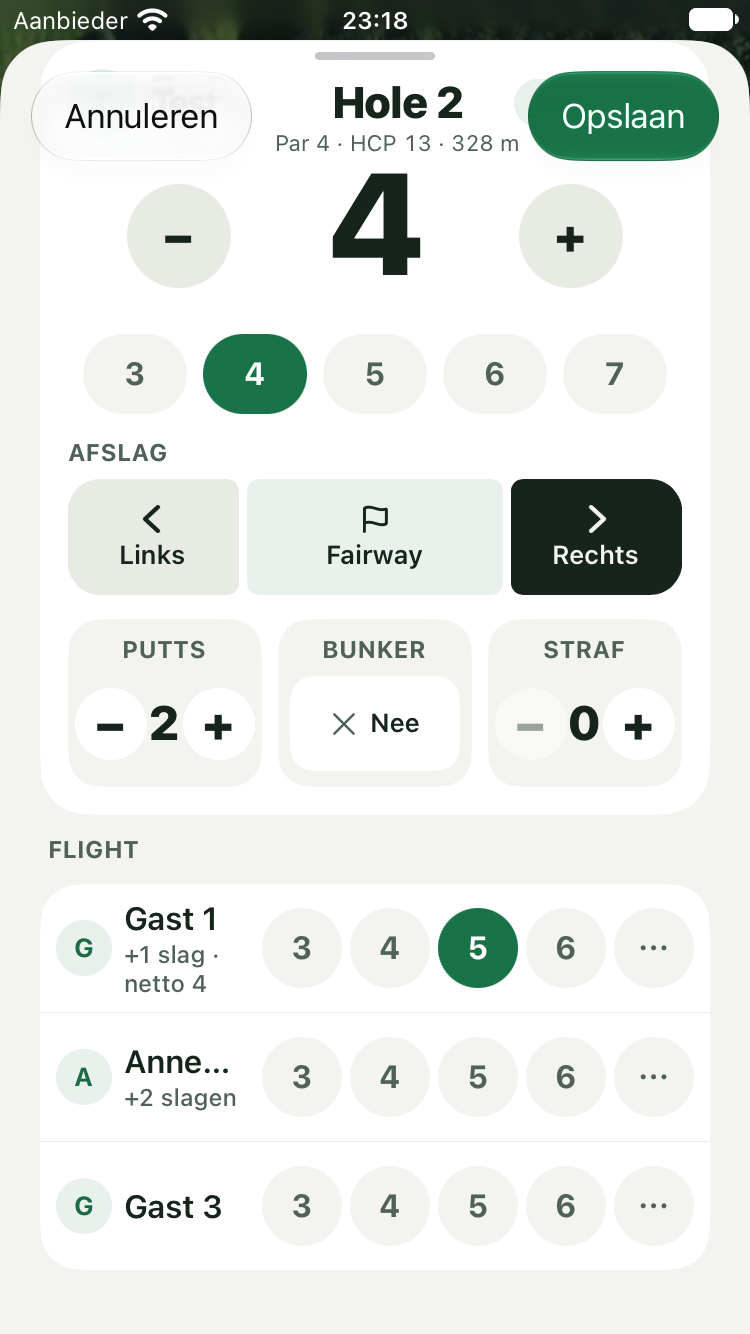 Aanbieder 23:18
Annuleren
Hole 2
Opslaan
Par 4 · HCP 13 · 328 m
− 4 +
3 4 5 6 7
AFSLAG
Links Fairway Rechts
PUTTS BUNKER STRAF
− 2 + Nee − 0 +
FLIGHT
G Gast 1 3 4 5 6 ...
+1 slag ·
netto 4
A Anne... 3 4 5 6 ...
+2 slagen
G Gast 3 3 4 5 6 ...